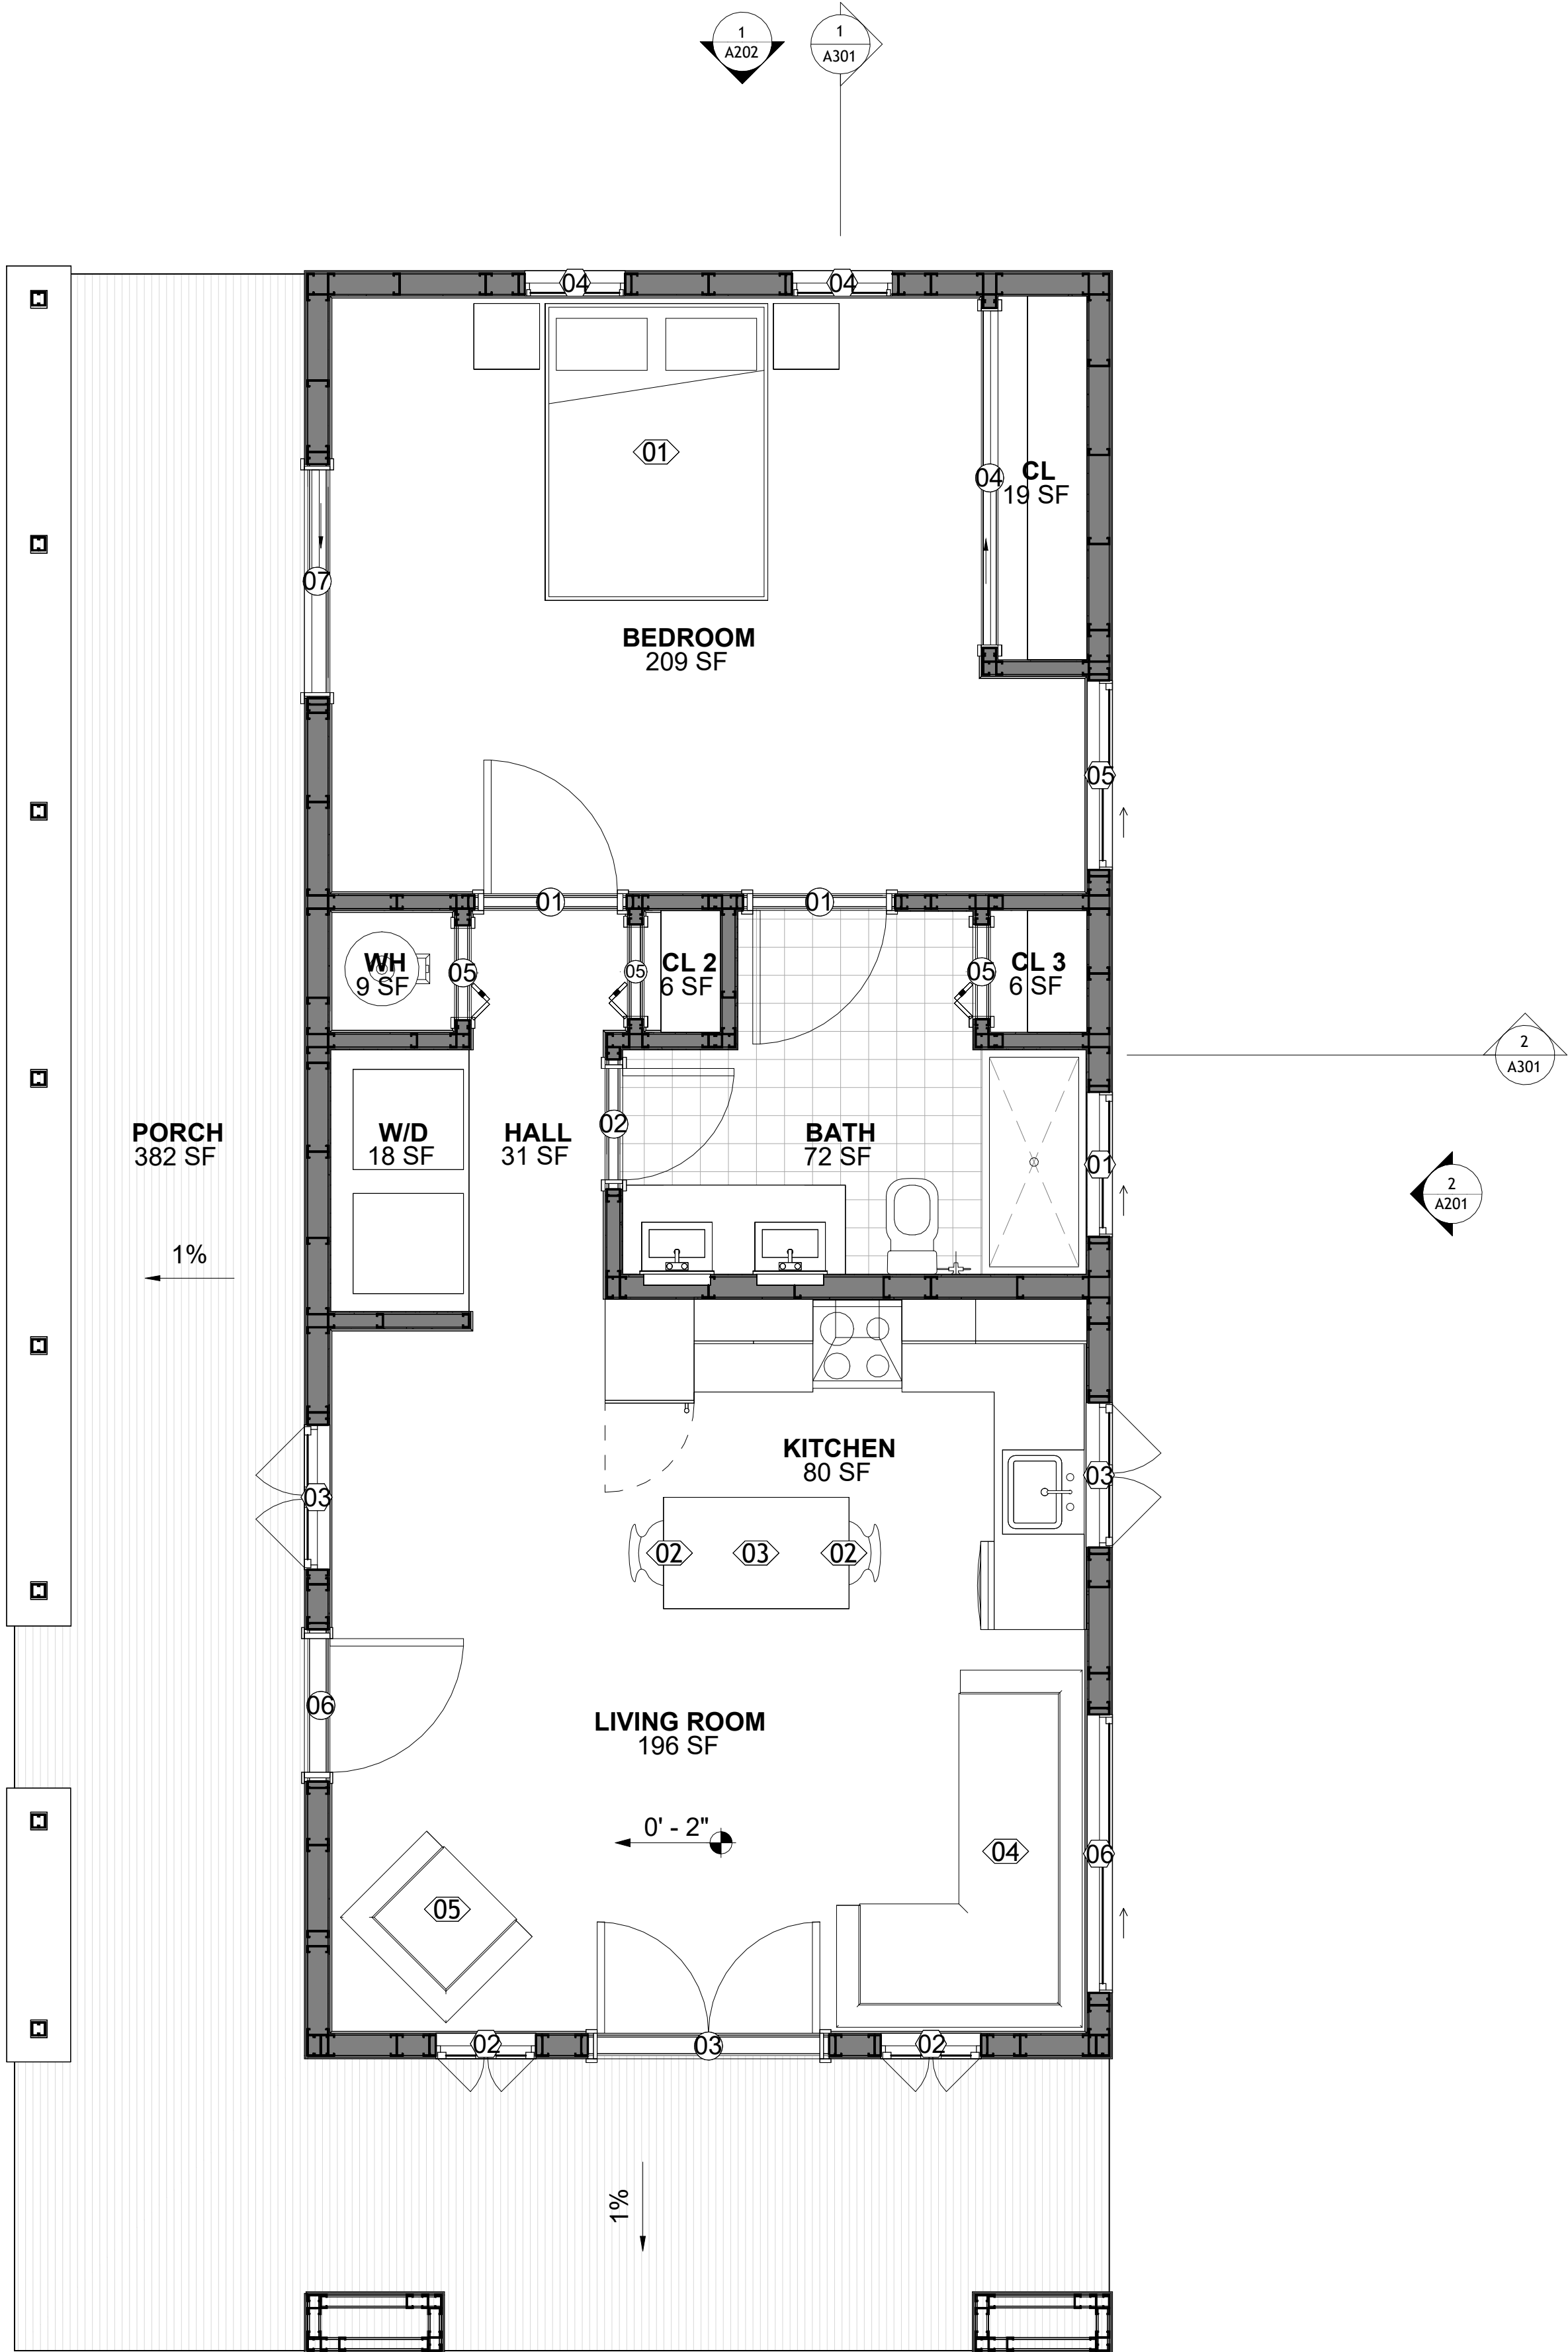 1
A202
1
A301
04
04
01
04
CL
19 SF
07
BEDROOM
209 SF
05
01
01
WH
9 SF
05
05
CL 2
6 SF
05
CL 3
6 SF
2
A301
02
PORCH
382 SF
W/D
18 SF
HALL
31 SF
BATH
72 SF
01
2
A201
1%
KITCHEN
80 SF
03
03
02
03
02
06
LIVING ROOM
196 SF
0' - 2"
04
06
05
02
03
02
1%